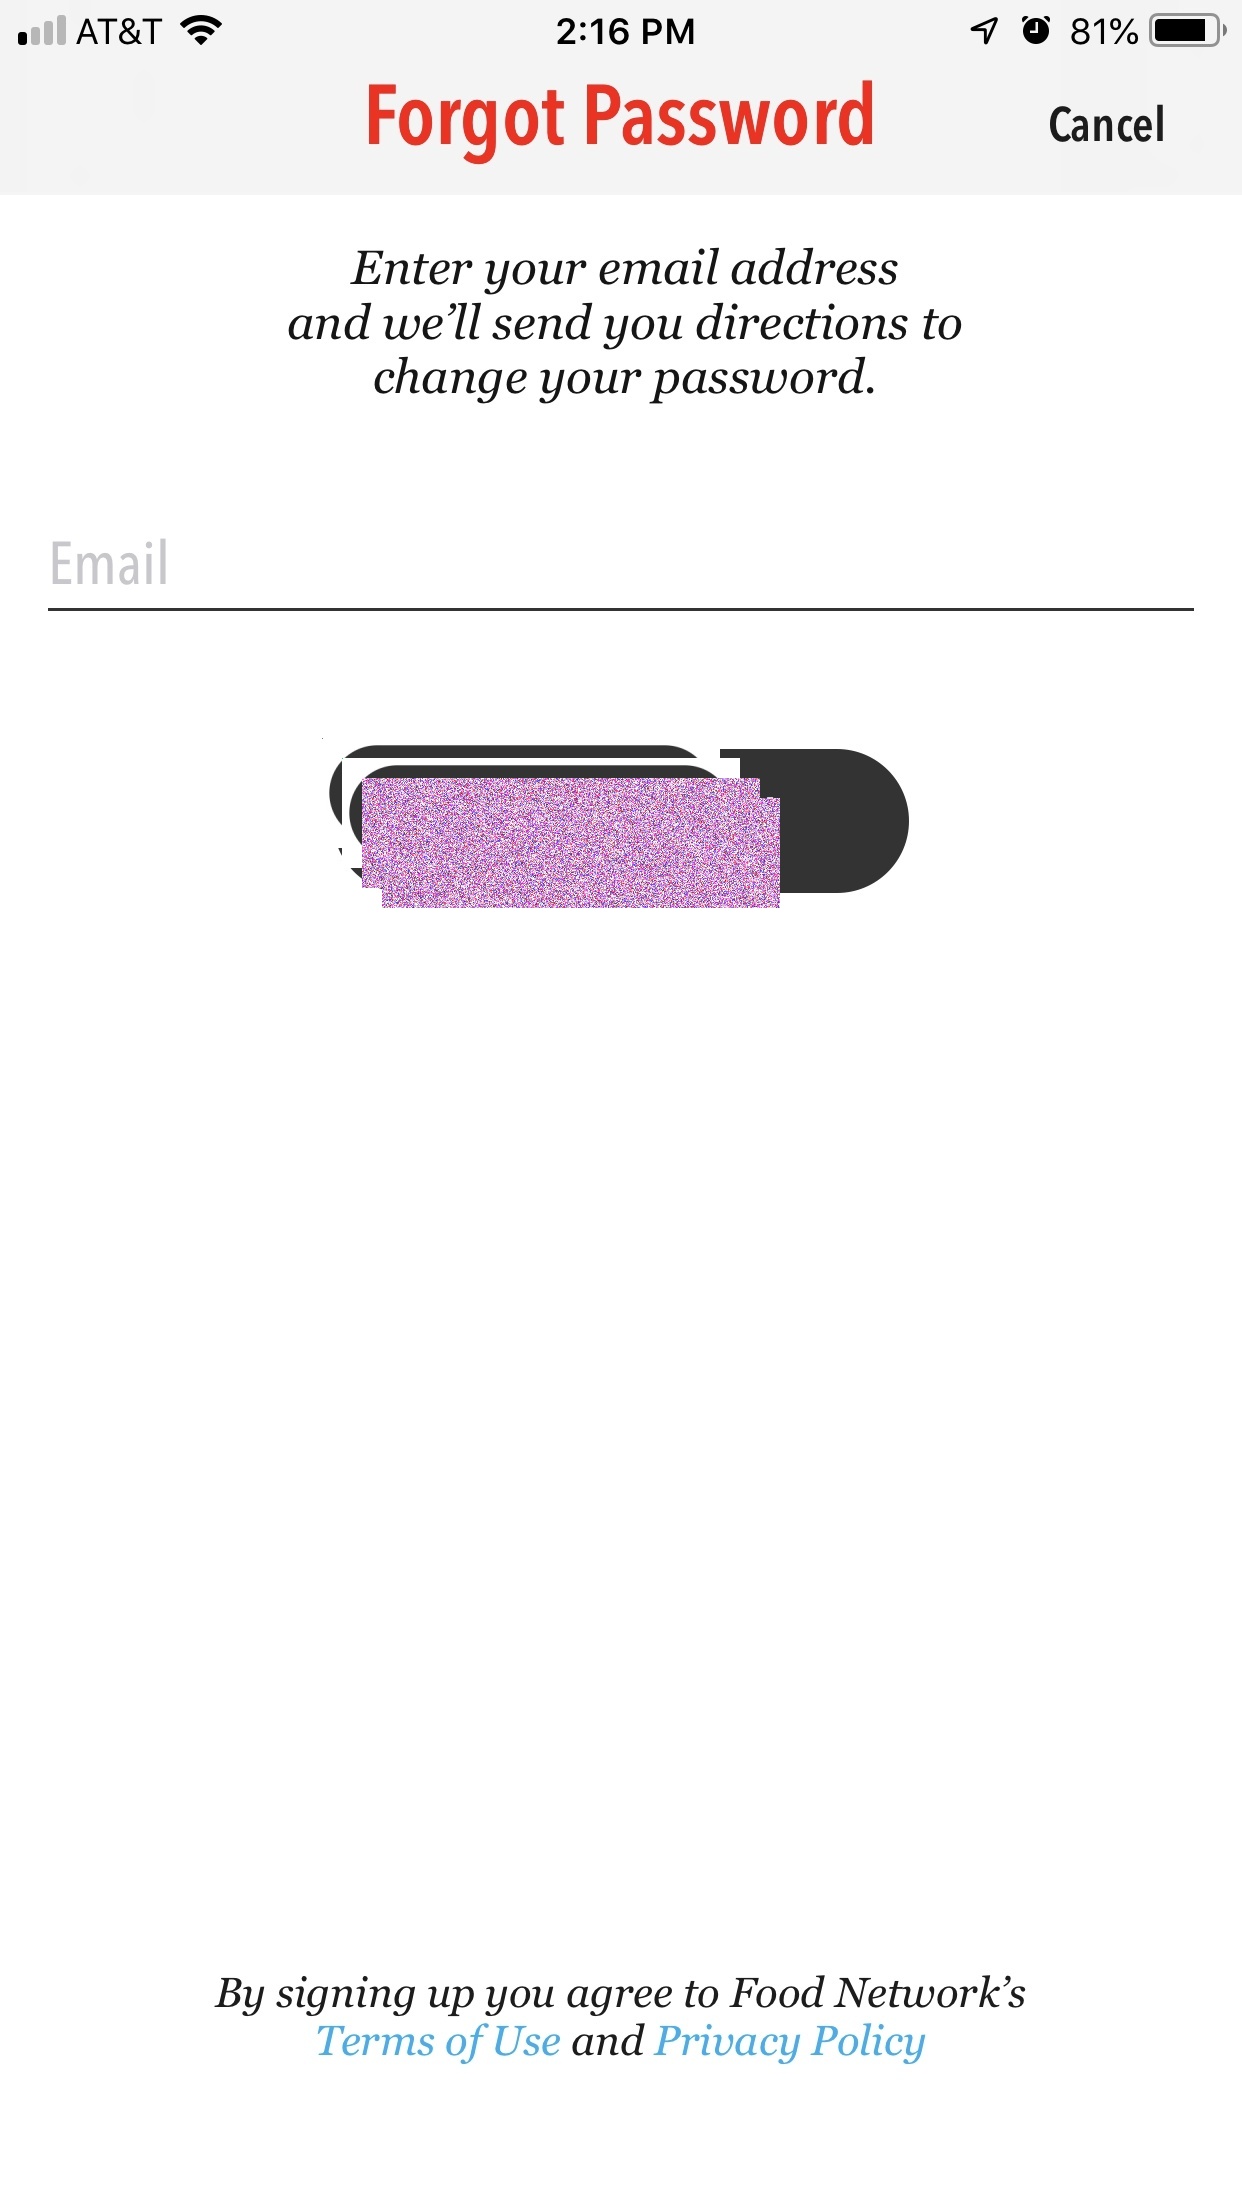 AT&T 2:16 PM 81%
Forgot Password Cancel
Enter your email address
and we’ll send you directions to
change your password.
Email
By signing up you agree to Food Network’s
Terms of Use and Privacy Policy